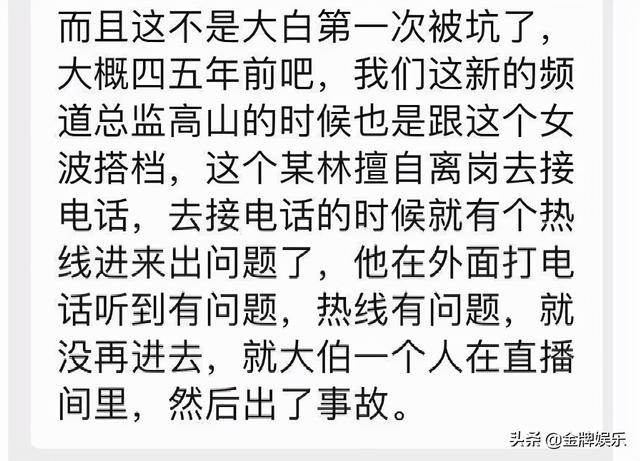 而且这不是大白第一次被坑了，
大概四五年前吧，我们这新的频
道总监高山的时候也是跟这个女
波搭档，这个某林擅自离岗去接
电话，去接电话的时候就有个热
线进来出问题了，他在外面打电
话听到有问题，热线有问题，就
没再进去，就大伯一个人在直播
间里，然后出了事故。
头条 @金牌娱乐